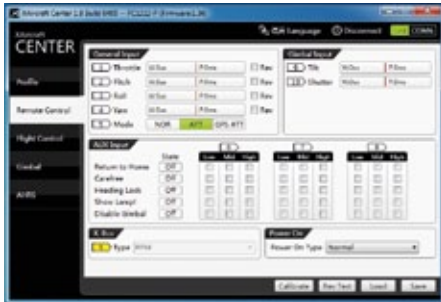 CENTER
Language
Disconnect
COMM
Profile
Remote Control
Flight Control
Gimbal
AHRS
General Input
Gimbal Input
Throttle
Rev
Tilt
Pitch
Rev
Shutter
Roll
Rev
Yaw
Rev
Mode
NOR
ATT
GPS ATT
AUX Input
State
Low Mid High
Low Mid High
Low Mid High
Return to Home
Off
Carefree
Off
Heading Lock
Off
Show Lamp!
Off
Disable Gimbal
Off
X-Bus
Power On
Type
Power On Type
Normal
Calibrate
Rev Test
Load
Save